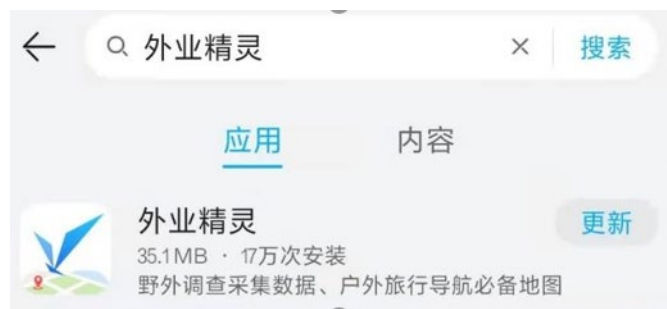 外业精灵 搜索
应用 内容
外业精灵
更新
35.1MB · 17万次安装
野外调查采集数据、户外旅行导航必备地图